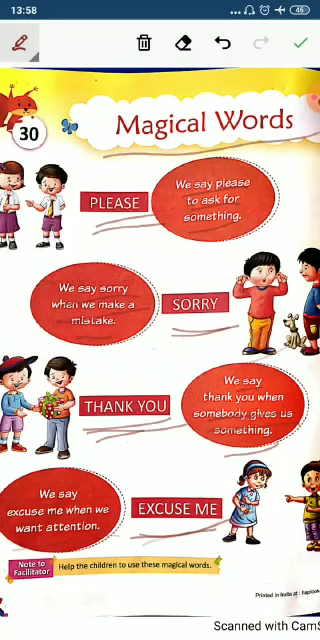 13:58
45
30
Magical Words
PLEASE
We say please
to ask for
something.
We say sorry
when we make a
mistake.
SORRY
THANK YOU
We say
thank you when
somebody gives us
something.
We say
excuse me when we
want attention.
EXCUSE ME
Note to
Facilitator
Help the children to use these magical words.
Printed in India at : haploos
Scanned with CamS